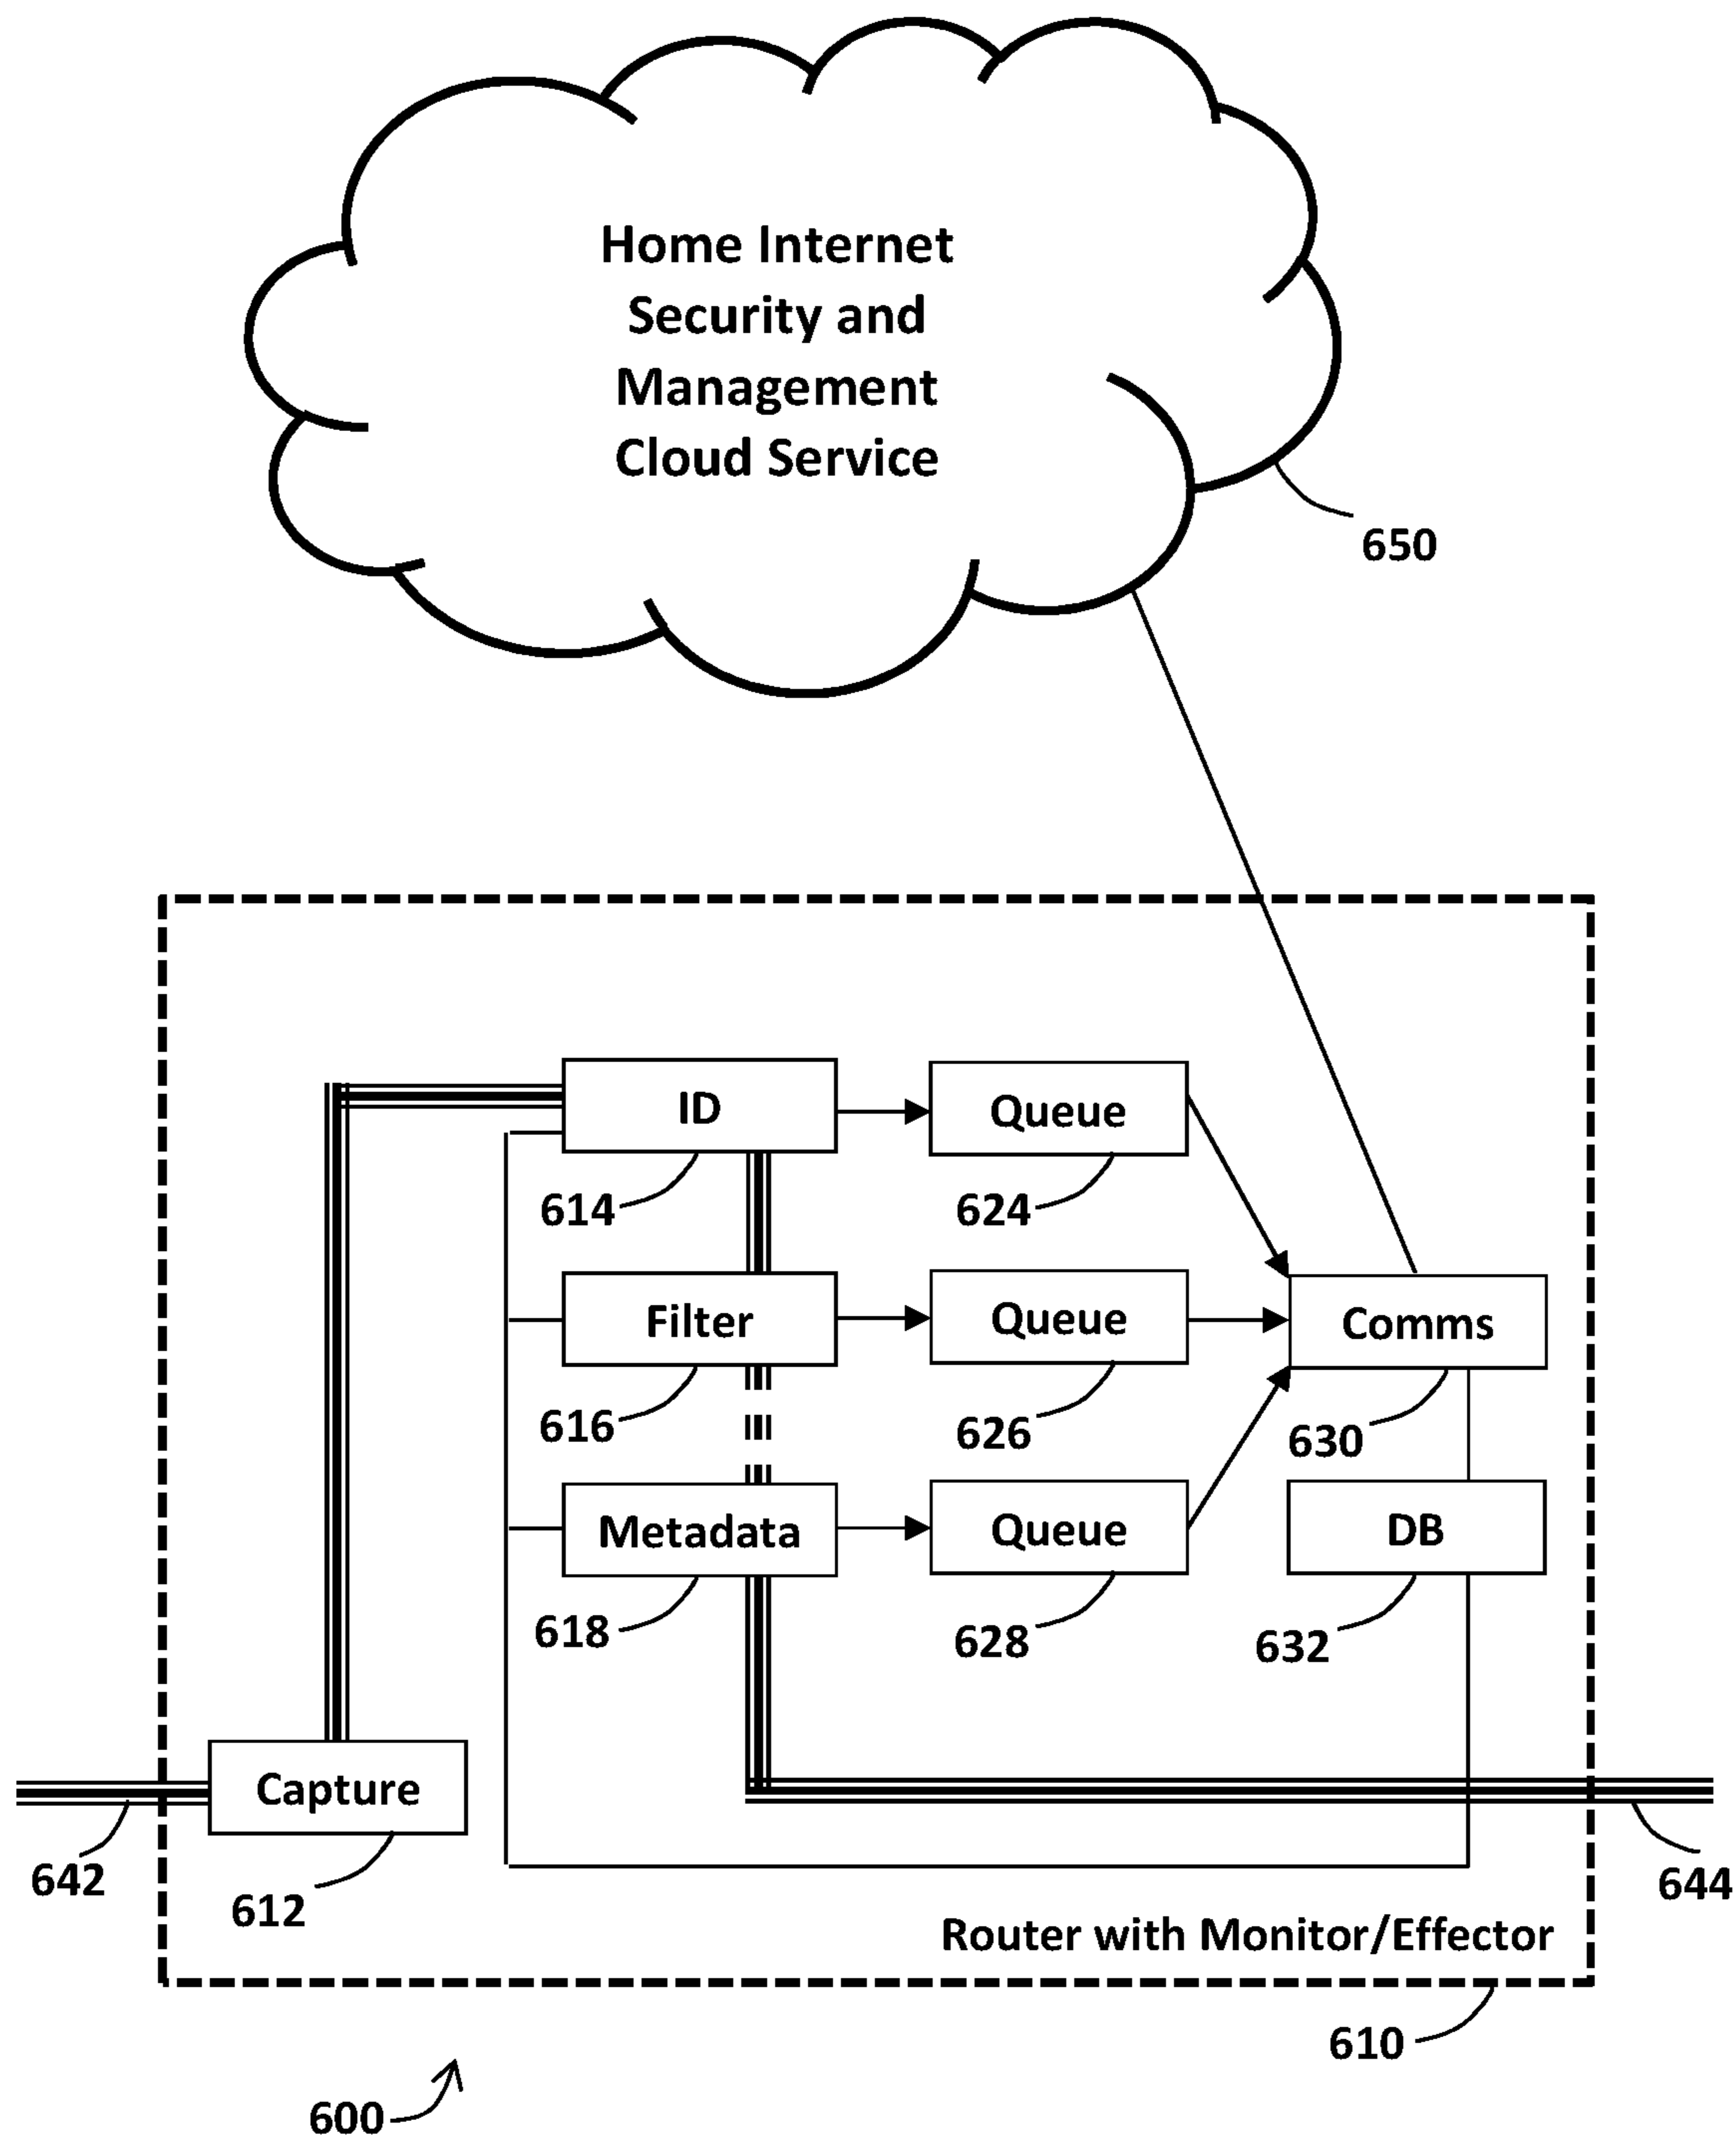 Home Internet
Security and
Management
Cloud Service
650
ID
Queue
614
624
Filter
Queue
Comms
616
626
630
Metadata
Queue
DB
618
628
632
Capture
642
612
644
Router with Monitor/Effector
610
600